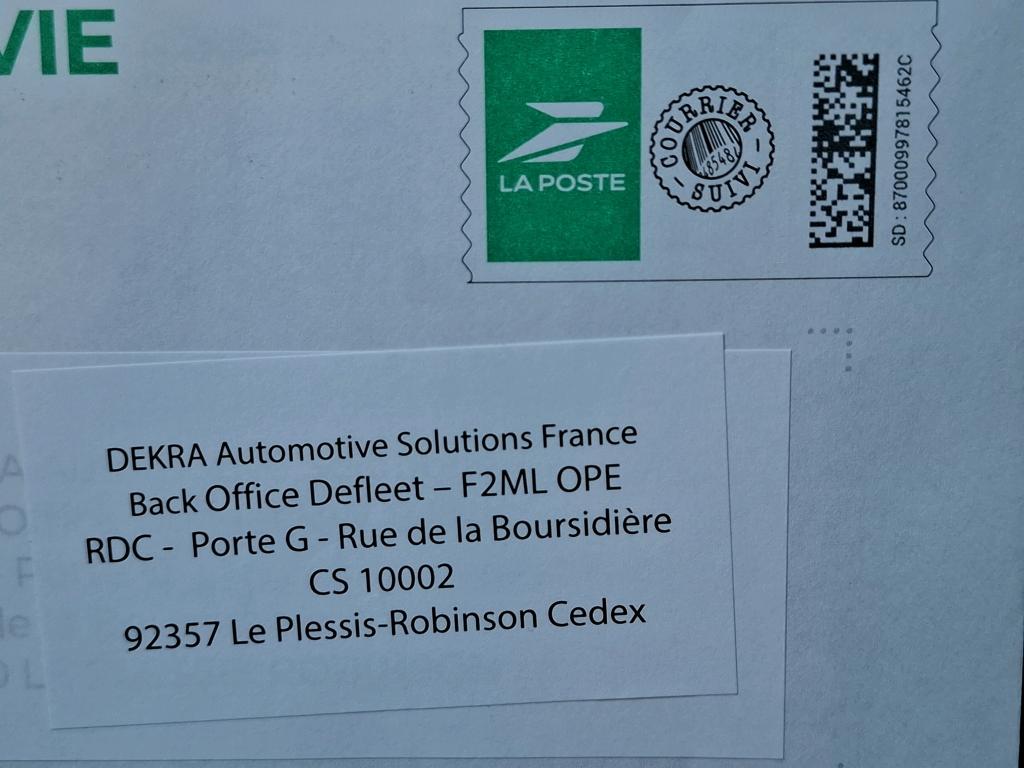 VIE
LA POSTE
COURRIER
8548
SUIVI
SD : 87000997815462C
DEKRA Automotive Solutions France
Back Office Defleet – F2ML OPE
RDC - Porte G - Rue de la Boursidière
CS 10002
92357 Le Plessis-Robinson Cedex